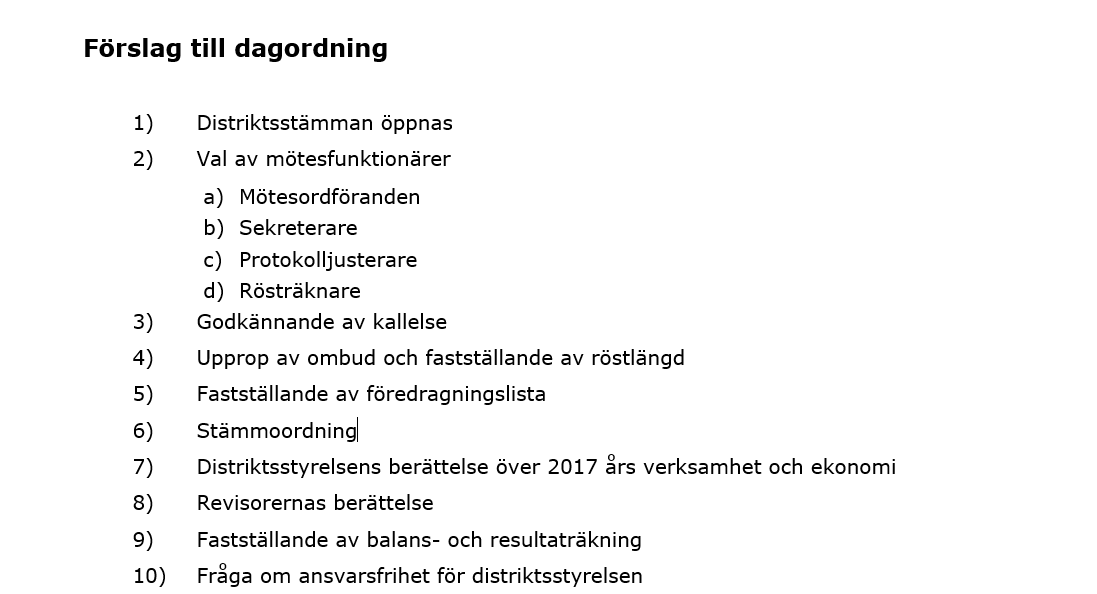 Förslag till dagordning
1) Distriktsstämman öppnas
2) Val av mötesfunktionärer
a) Mötesordföranden
b) Sekreterare
c) Protokolljusterare
d) Rösträknare
3) Godkännande av kallelse
4) Upprop av ombud och fastställande av röstlängd
5) Fastställande av föredragningslista
6) Stämmoordning
7) Distriktsstyrelsens berättelse över 2017 års verksamhet och ekonomi
8) Revisorernas berättelse
9) Fastställande av balans- och resultaträkning
10) Fråga om ansvarsfrihet för distriktsstyrelsen